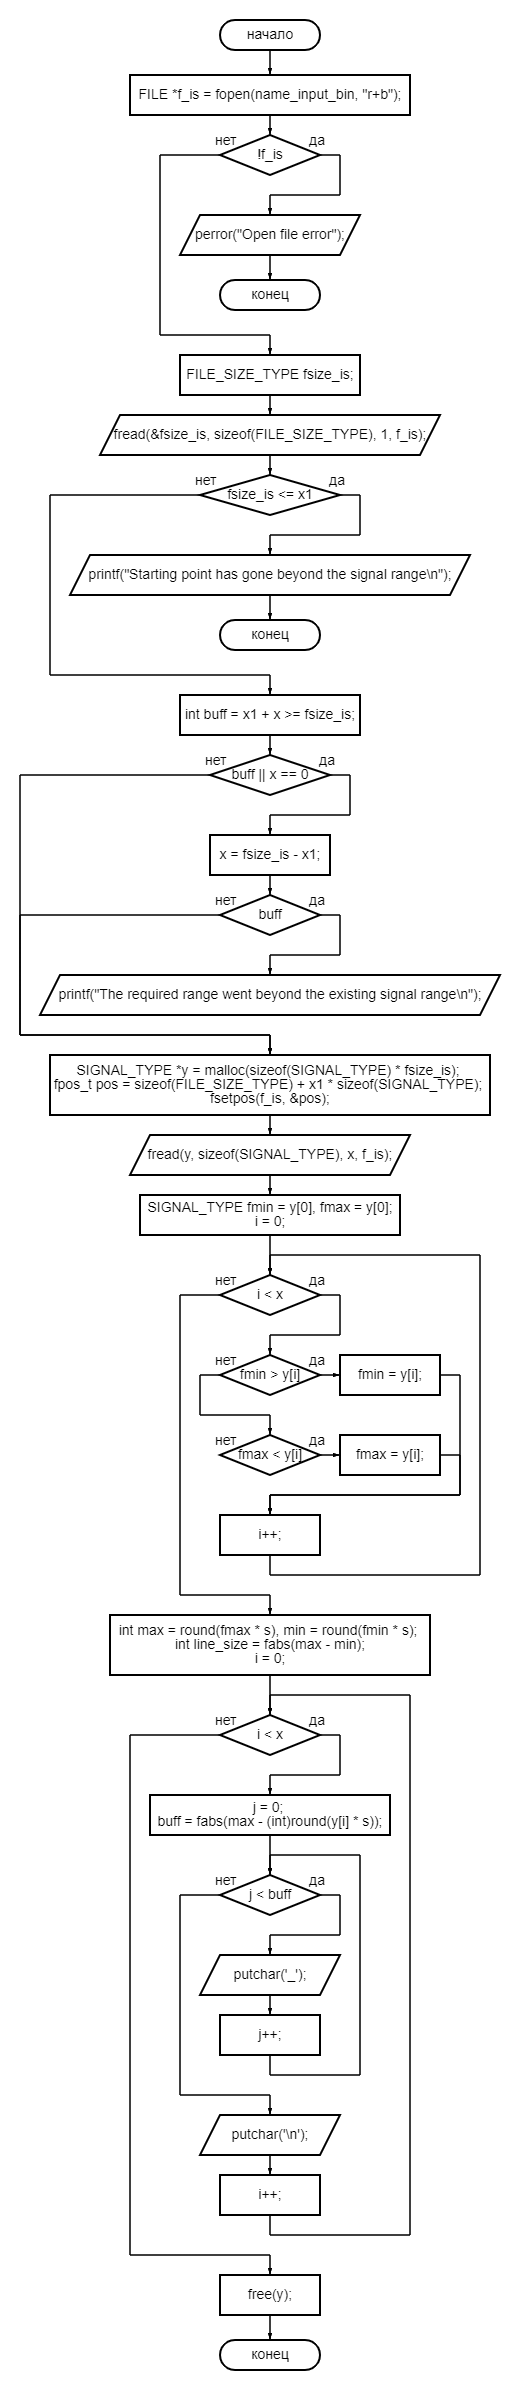 начало
FILE *f_is = fopen(name_input_bin, "r+b");
нет да
!f_is
perror("Open file error");
конец
FILE_SIZE_TYPE fsize_is;
fread(&fsize_is, sizeof(FILE_SIZE_TYPE), 1, f_is);
нет да
fsize_is <= x1
printf("Starting point has gone beyond the signal range\n");
конец
int buff = x1 + x >= fsize_is;
нет да
buff || x == 0
x = fsize_is - x1;
нет да
buff
printf("The required range went beyond the existing signal range\n");
SIGNAL_TYPE *y = malloc(sizeof(SIGNAL_TYPE) * fsize_is);
fpos_t pos = sizeof(FILE_SIZE_TYPE) + x1 * sizeof(SIGNAL_TYPE);
fsetpos(f_is, &pos);
fread(y, sizeof(SIGNAL_TYPE), x, f_is);
SIGNAL_TYPE fmin = y[0], fmax = y[0];
i = 0;
нет да
i < x
нет да
fmin > y[i] fmin = y[i];
нет да
fmax < y[i] fmax = y[i];
i++;
int max = round(fmax * s), min = round(fmin * s);
int line_size = fabs(max - min);
i = 0;
нет да
i < x
j = 0;
buff = fabs(max - (int)round(y[i] * s));
нет да
j < buff
putchar('_');
j++;
putchar('\n');
i++;
free(y);
конец